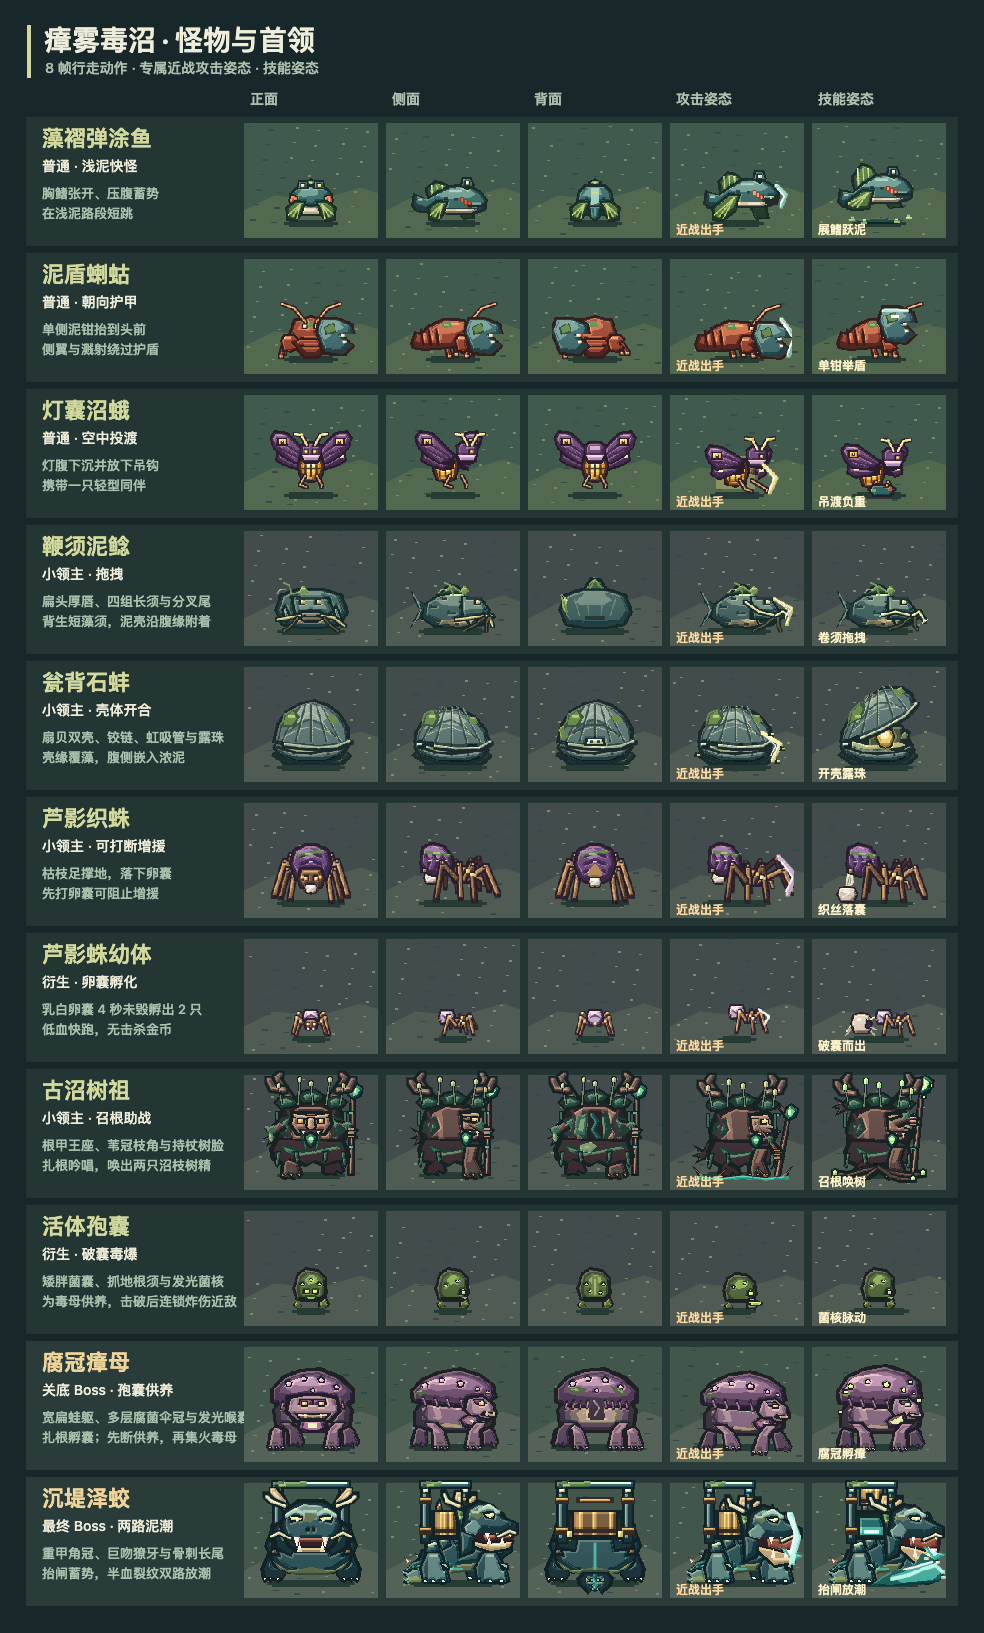 瘴雾毒沼 · 怪物与首领
8 帧行走动作 · 专属近战攻击姿态 · 技能姿态
正面 侧面 背面 攻击姿态 技能姿态
藻褶弹涂鱼
普通 · 浅泥快怪
胸鳍张开、压腹蓄势
在浅泥路段短跳
近战出手 展鳍跃泥
泥盾蝲蛄
普通 · 朝向护甲
单侧泥钳抬到头前
侧翼与溅射绕过护盾
近战出手 单钳举盾
灯囊沼蛾
普通 · 空中投渡
灯腹下沉并放下吊钩
携带一只轻型同伴
近战出手 吊渡负重
鞭须泥鲶
小领主 · 拖拽
扁头厚唇、四组长须与分叉尾
背生短藻须，泥壳沿腹缘附着
近战出手 卷须拖拽
瓮背石蚌
小领主 · 壳体开合
扇贝双壳、铰链、虹吸管与露珠
壳缘覆藻，腹侧嵌入浓泥
近战出手 开壳露珠
芦影织蛛
小领主 · 可打断增援
枯枝足撑地，落下卵囊
先打卵囊可阻止增援
近战出手 织丝落囊
芦影蛛幼体
衍生 · 卵囊孵化
乳白卵囊 4 秒未毁孵出 2 只
低血快跑，无击杀金币
近战出手 破囊而出
古沼树祖
小领主 · 召根助战
根甲王座、苇冠枝角与持杖树脸
扎根吟唱，唤出两只沼枝树精
近战出手 召根唤树
活体孢囊
衍生 · 破囊毒爆
矮胖菌囊、抓地根须与发光菌核
为毒母供养，击破后连锁炸伤近敌
近战出手 菌核脉动
腐冠瘴母
关底 Boss · 孢囊供养
宽扁蛙躯、多层腐菌伞冠与发光喉囊
扎根孵囊；先断供养，再集火毒母
近战出手 腐冠孵瘴
沉堤泽蛟
最终 Boss · 两路泥潮
重甲角冠、巨吻獠牙与骨刺长尾
抬闸蓄势，半血裂纹双路放潮
近战出手 抬闸放潮